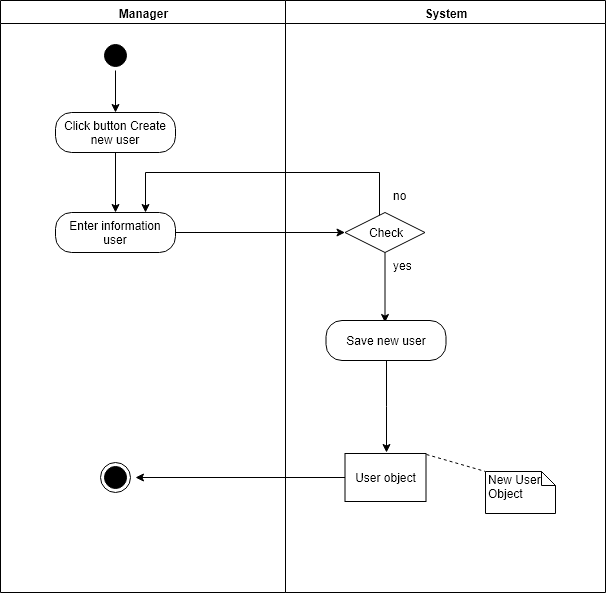 Manager
System
Click button Create
new user
no
Enter information
user
Check
yes
Save new user
User object
New User
Object